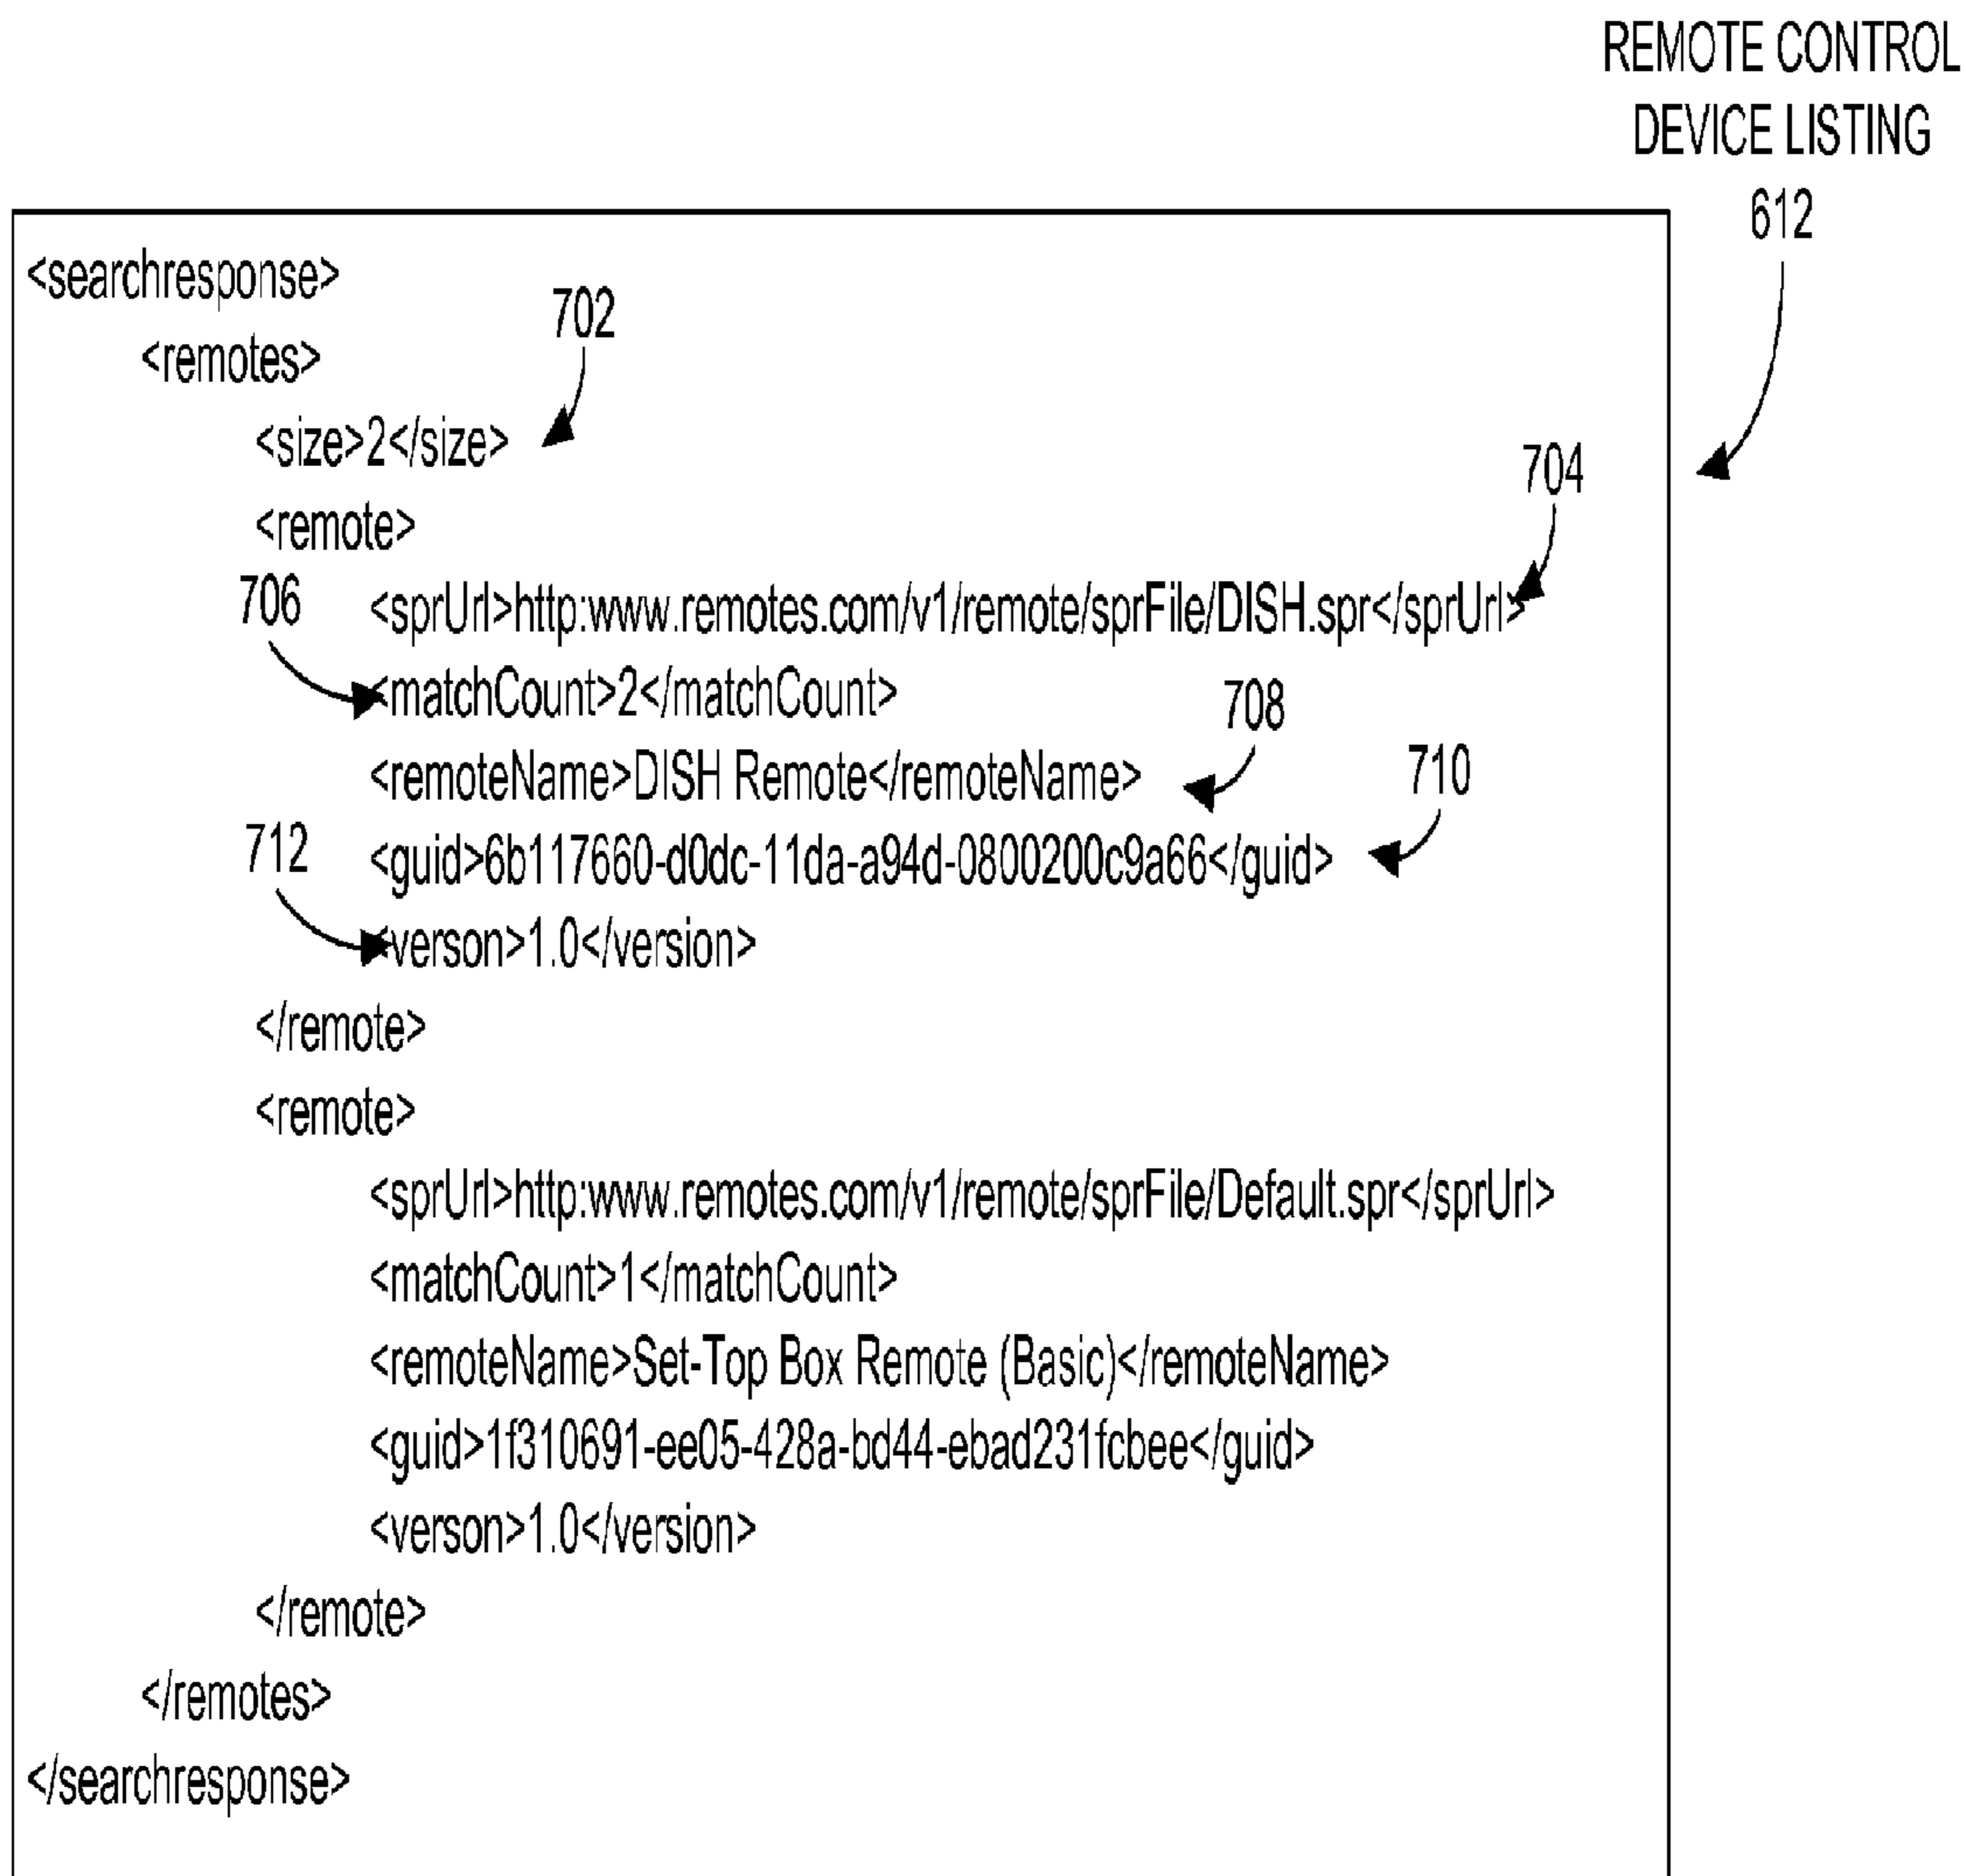 REMOTE CONTROL
DEVICE LISTING
612
<searchresponse>
702
<remotes>
<size>2</size>
704
<remote>
706
<sprUrl>http:www.remotes.com/v1/remote/sprFile/DISH.spr</sprUrl>
<matchCount>2</matchCount>
708
<remoteName>DISH Remote</remoteName>
710
712
<guid>6b117660-d0dc-11da-a94d-0800200c9a66</guid>
<verson>1.0</version>
</remote>
<remote>
<sprUrl>http:www.remotes.com/v1/remote/sprFile/Default.spr</sprUrl>
<matchCount>1</matchCount>
<remoteName>Set-Top Box Remote (Basic)</remoteName>
<guid>1f310691-ee05-428a-bd44-ebad231fcbee</guid>
<verson>1.0</version>
</remote>
</remotes>
</searchresponse>